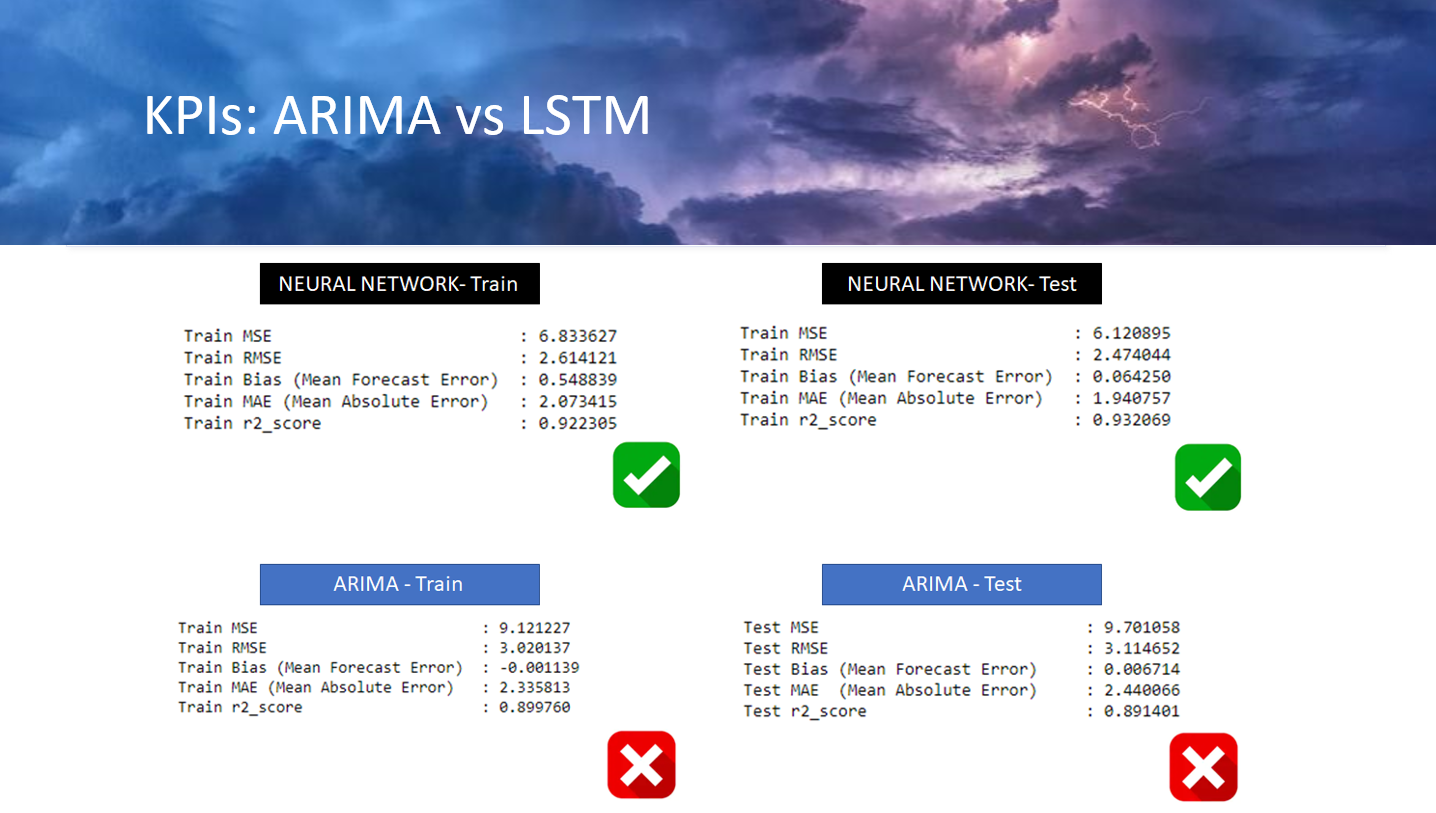 KPIs: ARIMA vs LSTM
NEURAL NETWORK- Train
Train MSE : 6.833627
Train RMSE : 2.614121
Train Bias (Mean Forecast Error) : 0.548839
Train MAE (Mean Absolute Error) : 2.073415
Train r2_score : 0.922305
NEURAL NETWORK- Test
Train MSE : 6.120895
Train RMSE : 2.474044
Train Bias (Mean Forecast Error) : 0.064250
Train MAE (Mean Absolute Error) : 1.940757
Train r2_score : 0.932069
ARIMA - Train
Train MSE : 9.121227
Train RMSE : 3.020137
Train Bias (Mean Forecast Error) : -0.001139
Train MAE (Mean Absolute Error) : 2.335813
Train r2_score : 0.899760
ARIMA - Test
Test MSE : 9.701058
Test RMSE : 3.114652
Test Bias (Mean Forecast Error) : 0.006714
Test MAE (Mean Absolute Error) : 2.440066
Test r2_score : 0.891401